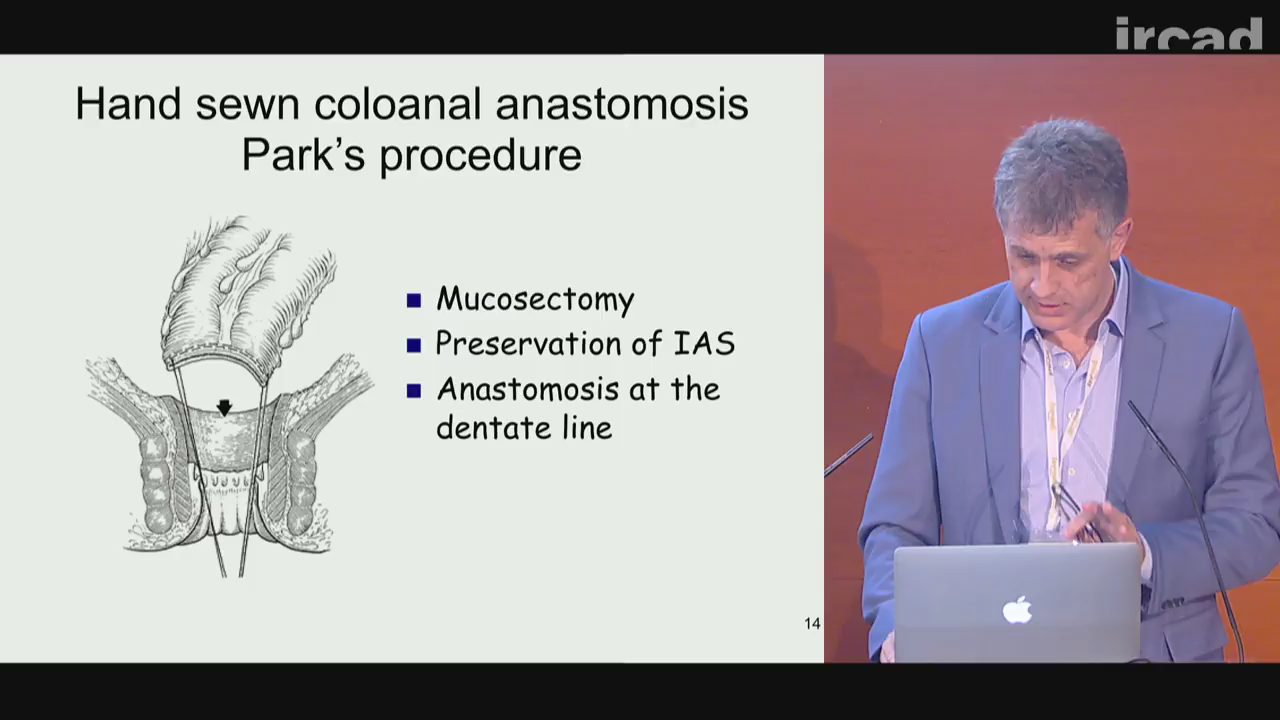 ircad
Hand sewn coloanal anastomosis
Park's procedure
■ Mucosectomy
■ Preservation of IAS
■ Anastomosis at the
dentate line
14